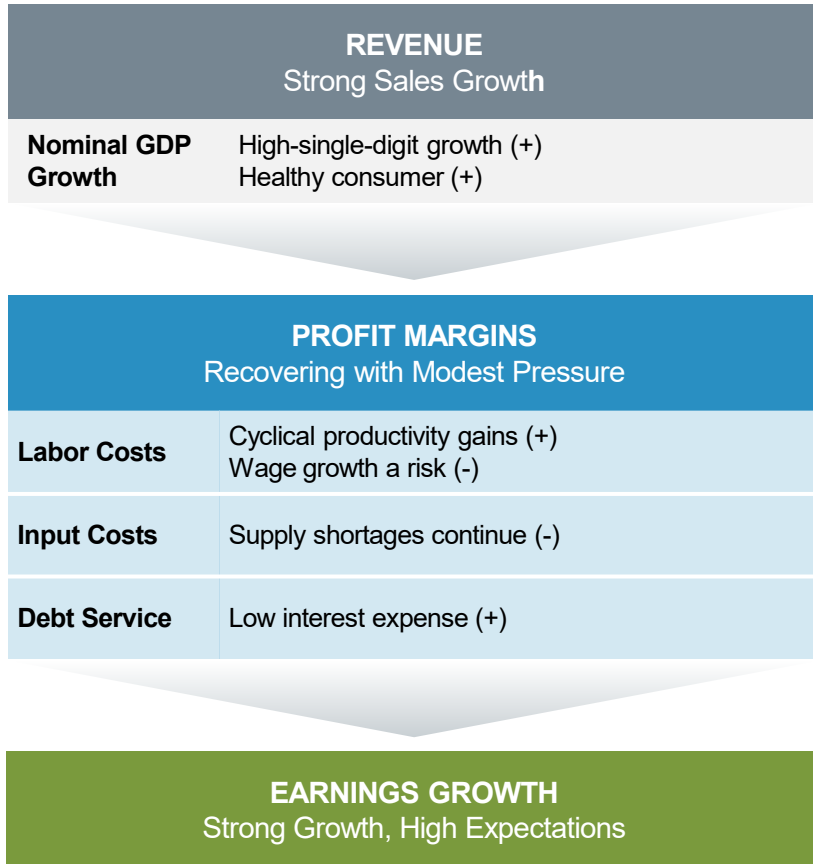 REVENUE
Strong Sales Growth
Nominal GDP High-single-digit growth (+)
Growth Healthy consumer (+)
PROFIT MARGINS
Recovering with Modest Pressure
Cyclical productivity gains (+)
Labor Costs
Wage growth a risk (-)
Input Costs Supply shortages continue (-)
Debt Service Low interest expense (+)
EARNINGS GROWTH
Strong Growth, High Expectations